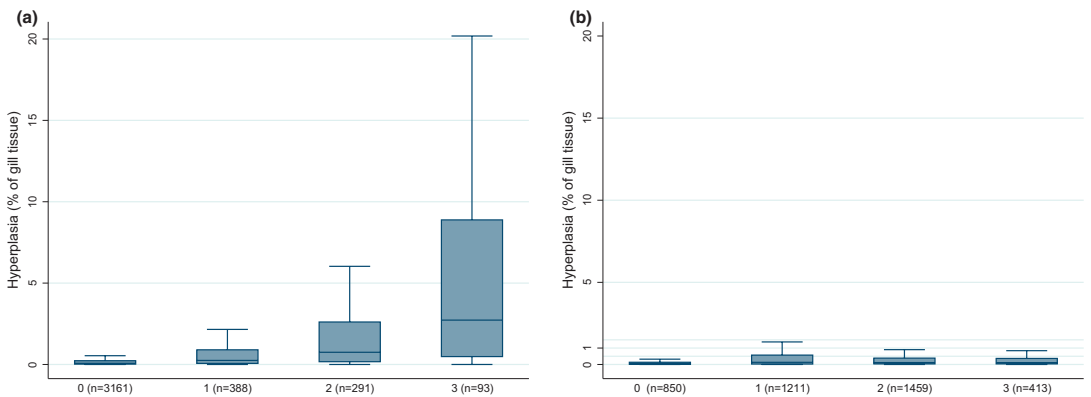 (a)
Hyperplasia (% of gill tissue)
20
15
10
5
0
0 (n=3161)
1 (n=388)
2 (n=291)
3 (n=93)
(b)
Hyperplasia (% of gill tissue)
20
15
10
5
1
0
0 (n=850)
1 (n=1211)
2 (n=1459)
3 (n=413)